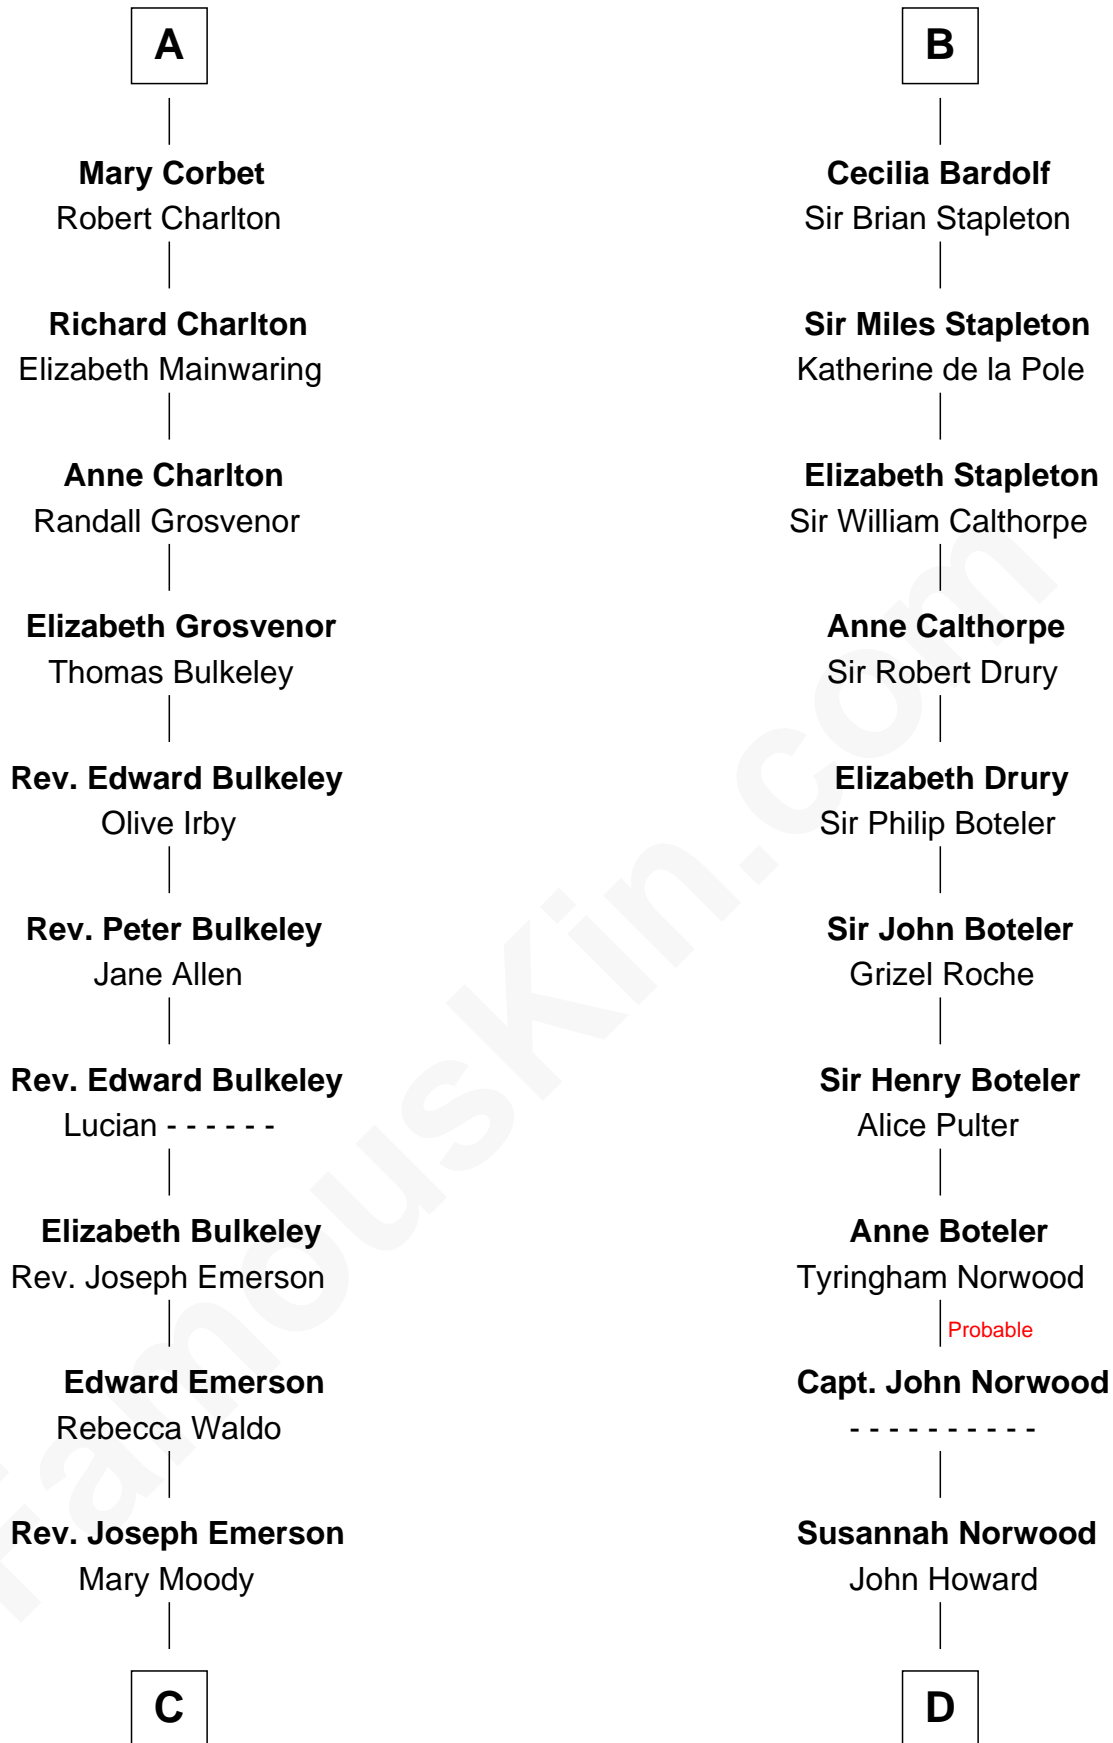 A
Mary Corbet
Robert Charlton
Richard Charlton
Elizabeth Mainwaring
Anne Charlton
Randall Grosvenor
Elizabeth Grosvenor
Thomas Bulkeley
Rev. Edward Bulkeley
Olive Irby
Rev. Peter Bulkeley
Jane Allen
Rev. Edward Bulkeley
Lucian - - - - - -
Elizabeth Bulkeley
Rev. Joseph Emerson
Edward Emerson
Rebecca Waldo
Rev. Joseph Emerson
Mary Moody
C
B
Cecilia Bardolf
Sir Brian Stapleton
Sir Miles Stapleton
Katherine de la Pole
Elizabeth Stapleton
Sir William Calthorpe
Anne Calthorpe
Sir Robert Drury
Elizabeth Drury
Sir Philip Boteler
Sir John Boteler
Grizel Roche
Sir Henry Boteler
Alice Pulter
Anne Boteler
Tyringham Norwood
Probable
Capt. John Norwood
- - - - - - - - - -
Susannah Norwood
John Howard
D
FamousKin.com